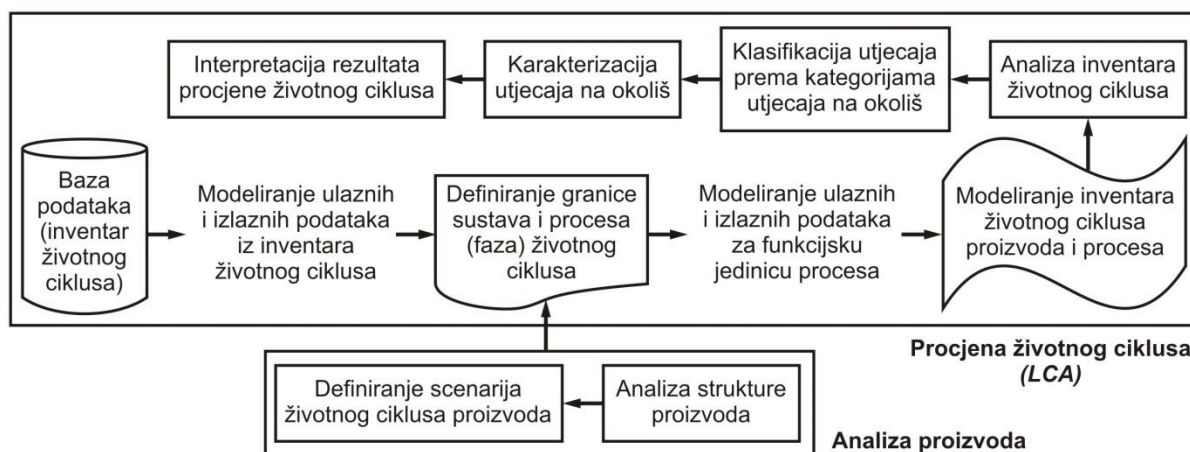 Interpretacija rezultata
procjene životnog ciklusa
Karakterizacija
utjecaja na okoliš
Klasifikacija utjecaja
prema kategorijama
utjecaja na okoliš
Analiza inventara
životnog ciklusa
Baza
podataka
(inventar
životnog
ciklusa)
Modeliranje ulaznih
i izlaznih podataka
iz inventara
životnog ciklusa
Definiranje granice
sustava i procesa
(faza) životnog
ciklusa
Modeliranje ulaznih
i izlaznih podataka
za funkcijsku
jedinicu procesa
Modeliranje inventara
životnog ciklusa
proizvoda i procesa
Procjena životnog ciklusa
(LCA)
Definiranje scenarija
životnog ciklusa proizvoda
Analiza strukture
proizvoda
Analiza proizvoda